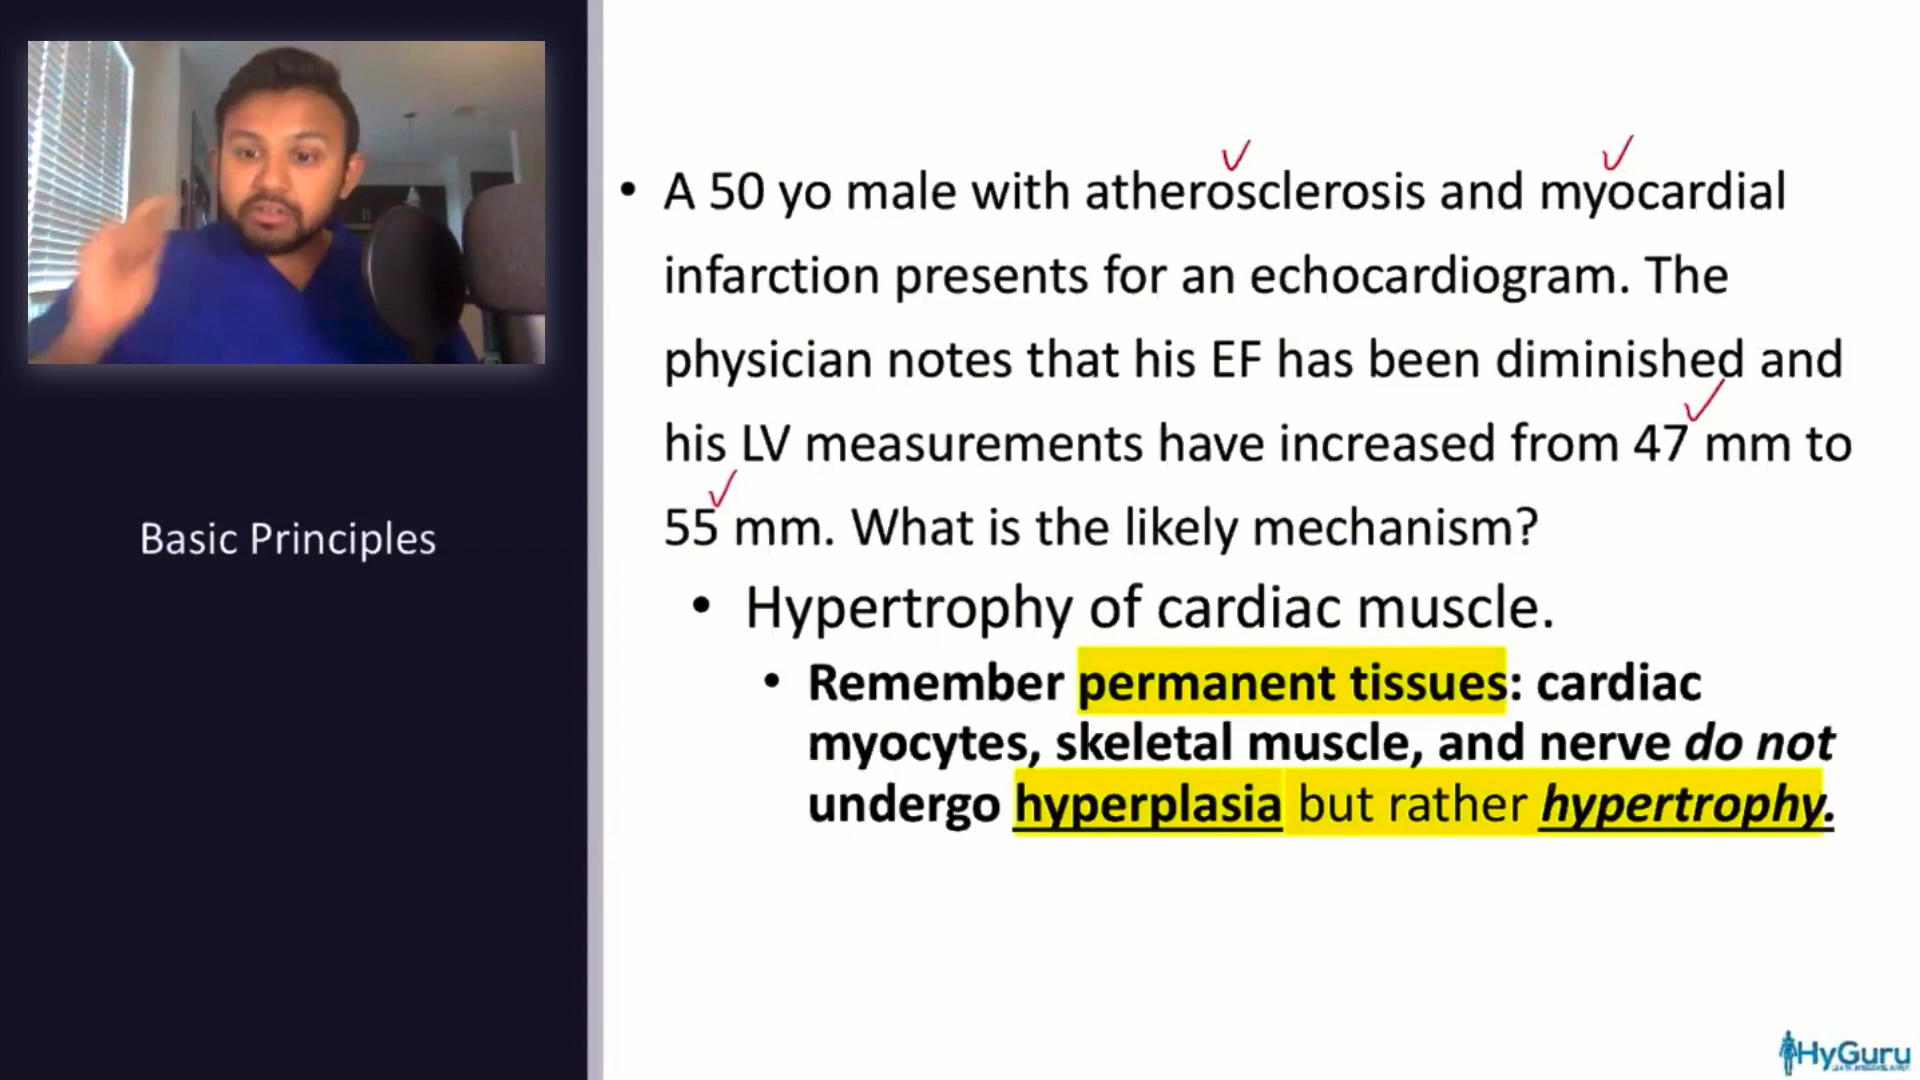 Basic Principles
• A 50 yo male with atherosclerosis and myocardial
infarction presents for an echocardiogram. The
physician notes that his EF has been diminished and
his LV measurements have increased from 47 mm to
55 mm. What is the likely mechanism?
• Hypertrophy of cardiac muscle.
• Remember permanent tissues: cardiac
myocytes, skeletal muscle, and nerve do not
undergo hyperplasia but rather hypertrophy.
HyGuru